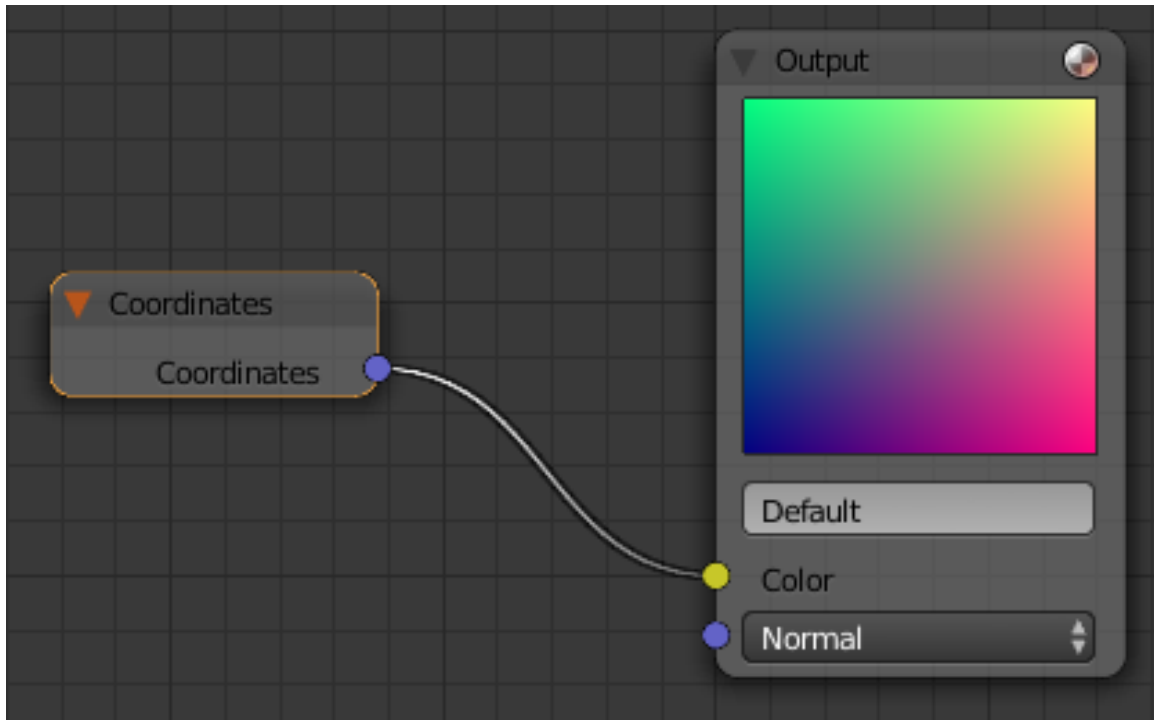 Coordinates
Coordinates
Output
Default
Color
Normal